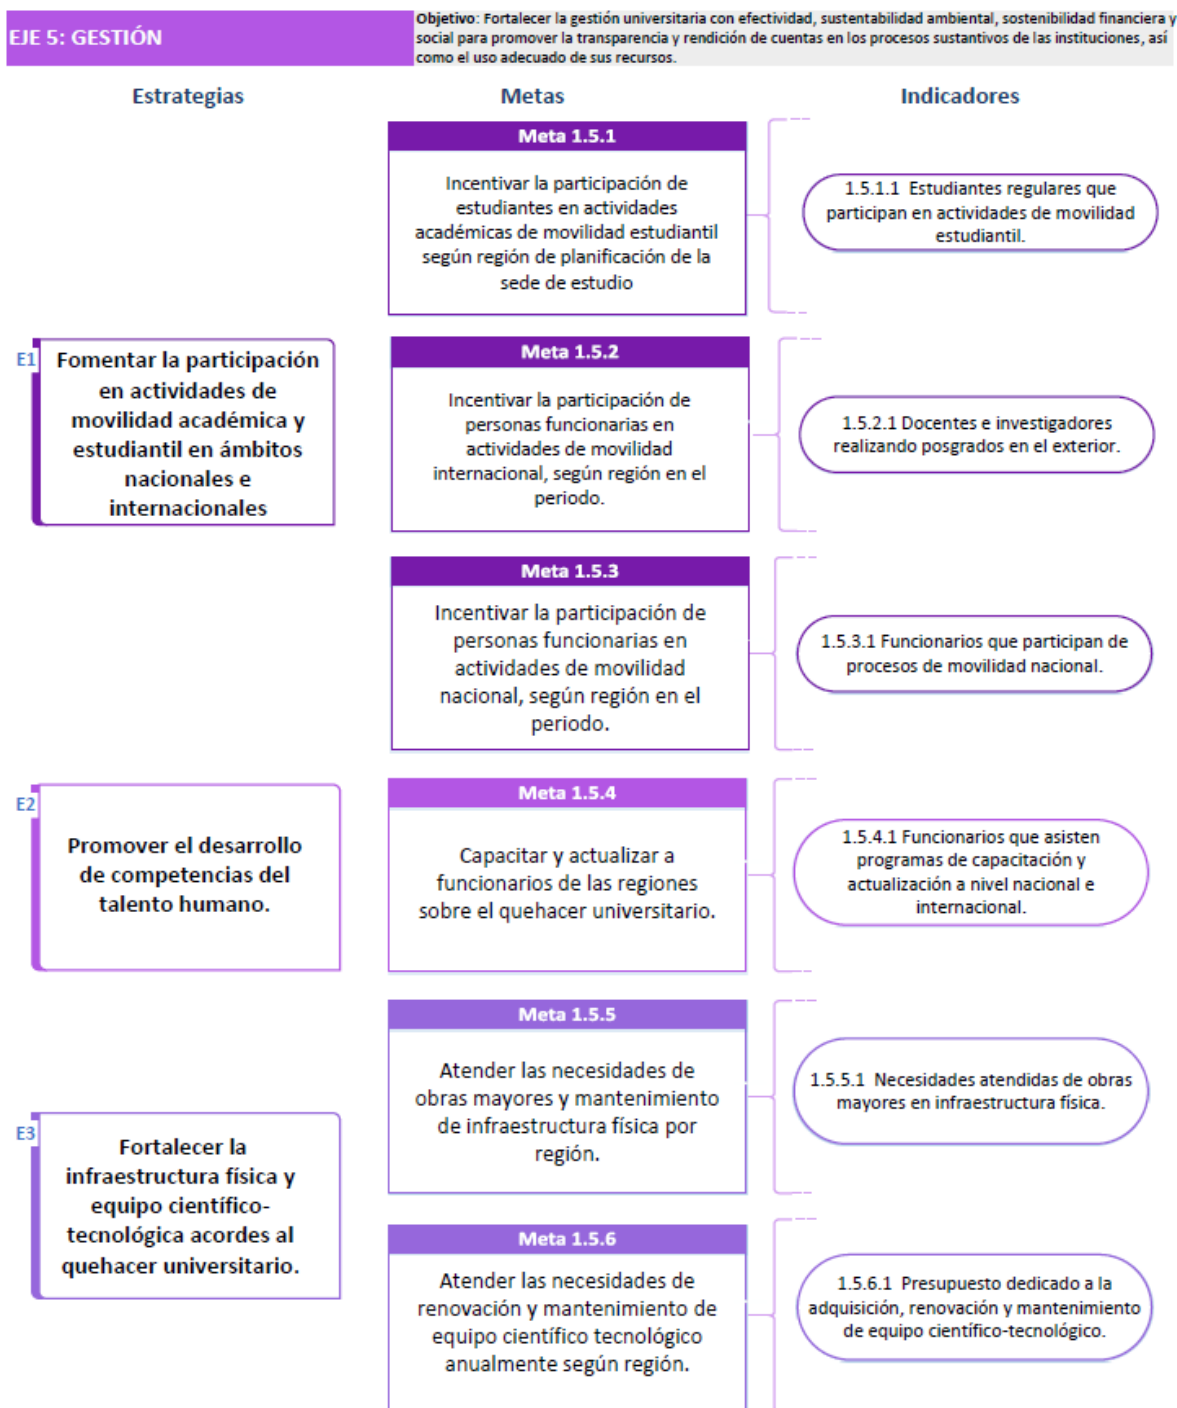 EJE 5: GESTIÓN
Objetivo: Fortalecer la gestión universitaria con efectividad, sustentabilidad ambiental, sostenibilidad financiera y
social para promover la transparencia y rendición de cuentas en los procesos sustantivos de las instituciones, así
como el uso adecuado de sus recursos.
Estrategias
Metas
Indicadores
Meta 1.5.1
Incentivar la participación de
estudiantes en actividades
académicas de movilidad estudiantil
según región de planificación de la
sede de estudio
1.5.1.1 Estudiantes regulares que
participan en actividades de movilidad
estudiantil.
E1
Fomentar la participación
en actividades de
movilidad académica y
estudiantil en ámbitos
nacionales e
internacionales
Meta 1.5.2
Incentivar la participación de
personas funcionarias en
actividades de movilidad
internacional, según región en el
periodo.
1.5.2.1 Docentes e investigadores
realizando posgrados en el exterior.
Meta 1.5.3
Incentivar la participación de
personas funcionarias en
actividades de movilidad
nacional, según región en el
periodo.
1.5.3.1 Funcionarios que participan de
procesos de movilidad nacional.
E2
Promover el desarrollo
de competencias del
talento humano.
Meta 1.5.4
Capacitar y actualizar a
funcionarios de las regiones
sobre el quehacer universitario.
1.5.4.1 Funcionarios que asisten
programas de capacitación y
actualización a nivel nacional e
internacional.
E3
Fortalecer la
infraestructura física y
equipo científico-
tecnológica acordes al
quehacer universitario.
Meta 1.5.5
Atender las necesidades de
obras mayores y mantenimiento
de infraestructura física por
región.
1.5.5.1 Necesidades atendidas de obras
mayores en infraestructura física.
Meta 1.5.6
Atender las necesidades de
renovación y mantenimiento de
equipo científico tecnológico
anualmente según región.
1.5.6.1 Presupuesto dedicado a la
adquisición, renovación y mantenimiento
de equipo científico-tecnológico.